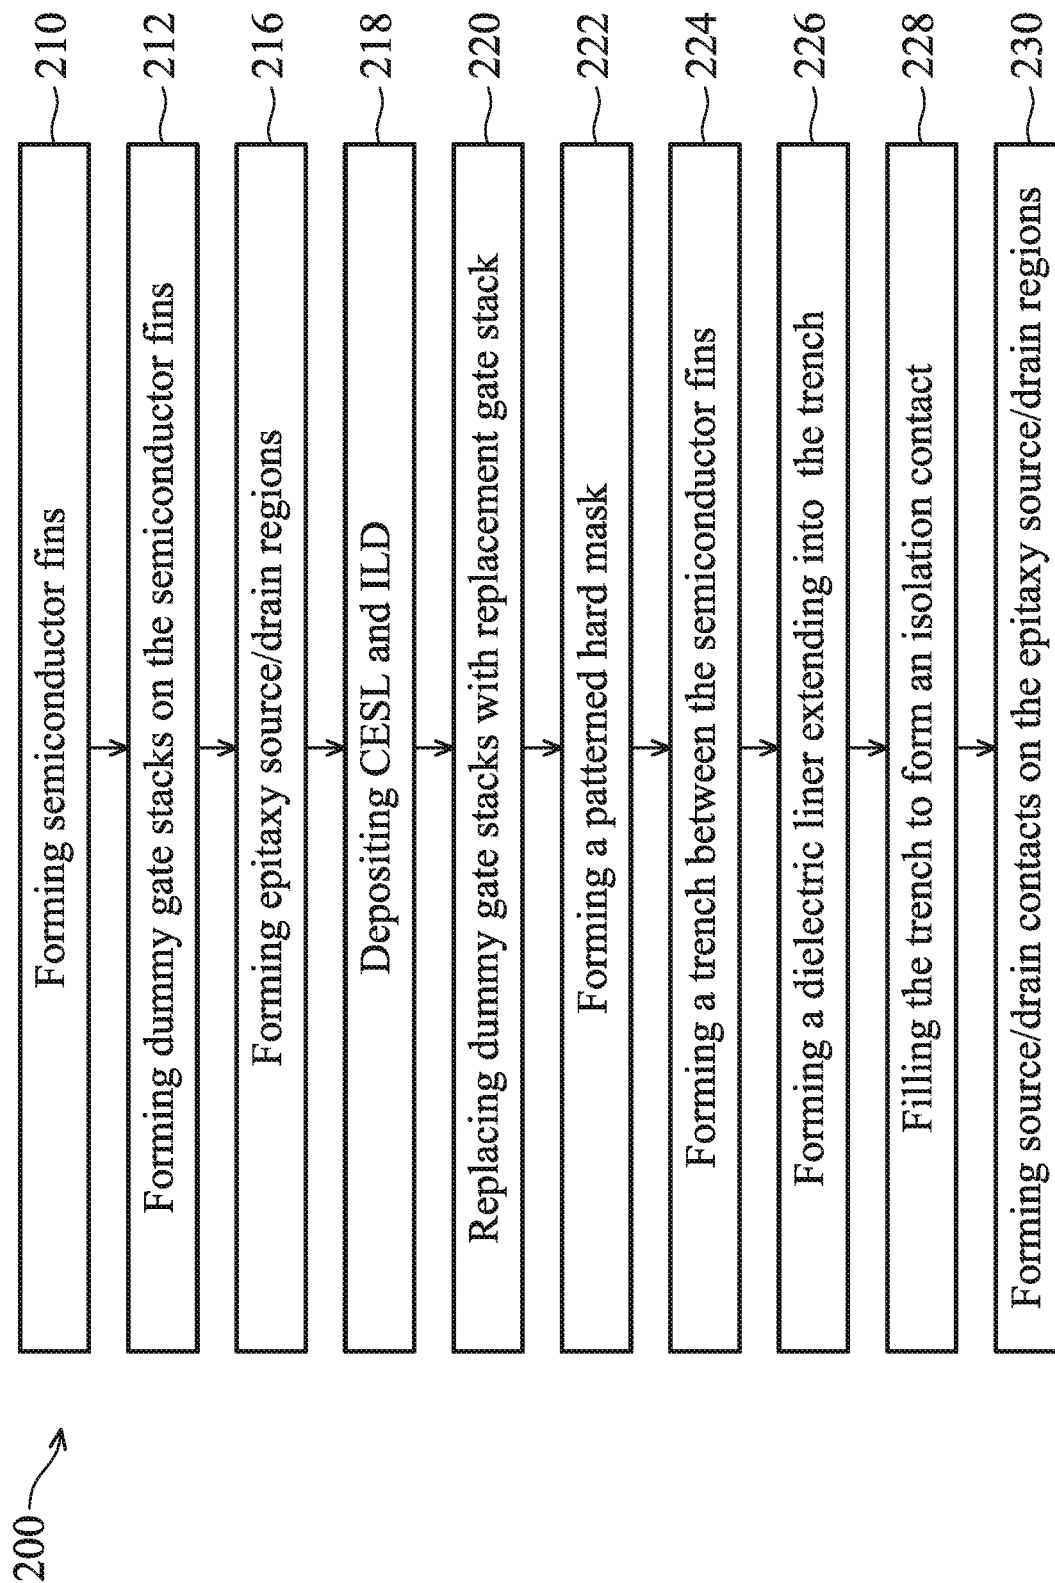 200
Forming semiconductor fins 210
Forming dummy gate stacks on the semiconductor fins 212
Forming epitaxy source/drain regions 216
Depositing CESL and ILD 218
Replacing dummy gate stacks with replacement gate stack 220
Forming a patterned hard mask 222
Forming a trench between the semiconductor fins 224
Forming a dielectric liner extending into the trench 226
Filling the trench to form an isolation contact 228
Forming source/drain contacts on the epitaxy source/drain regions 230